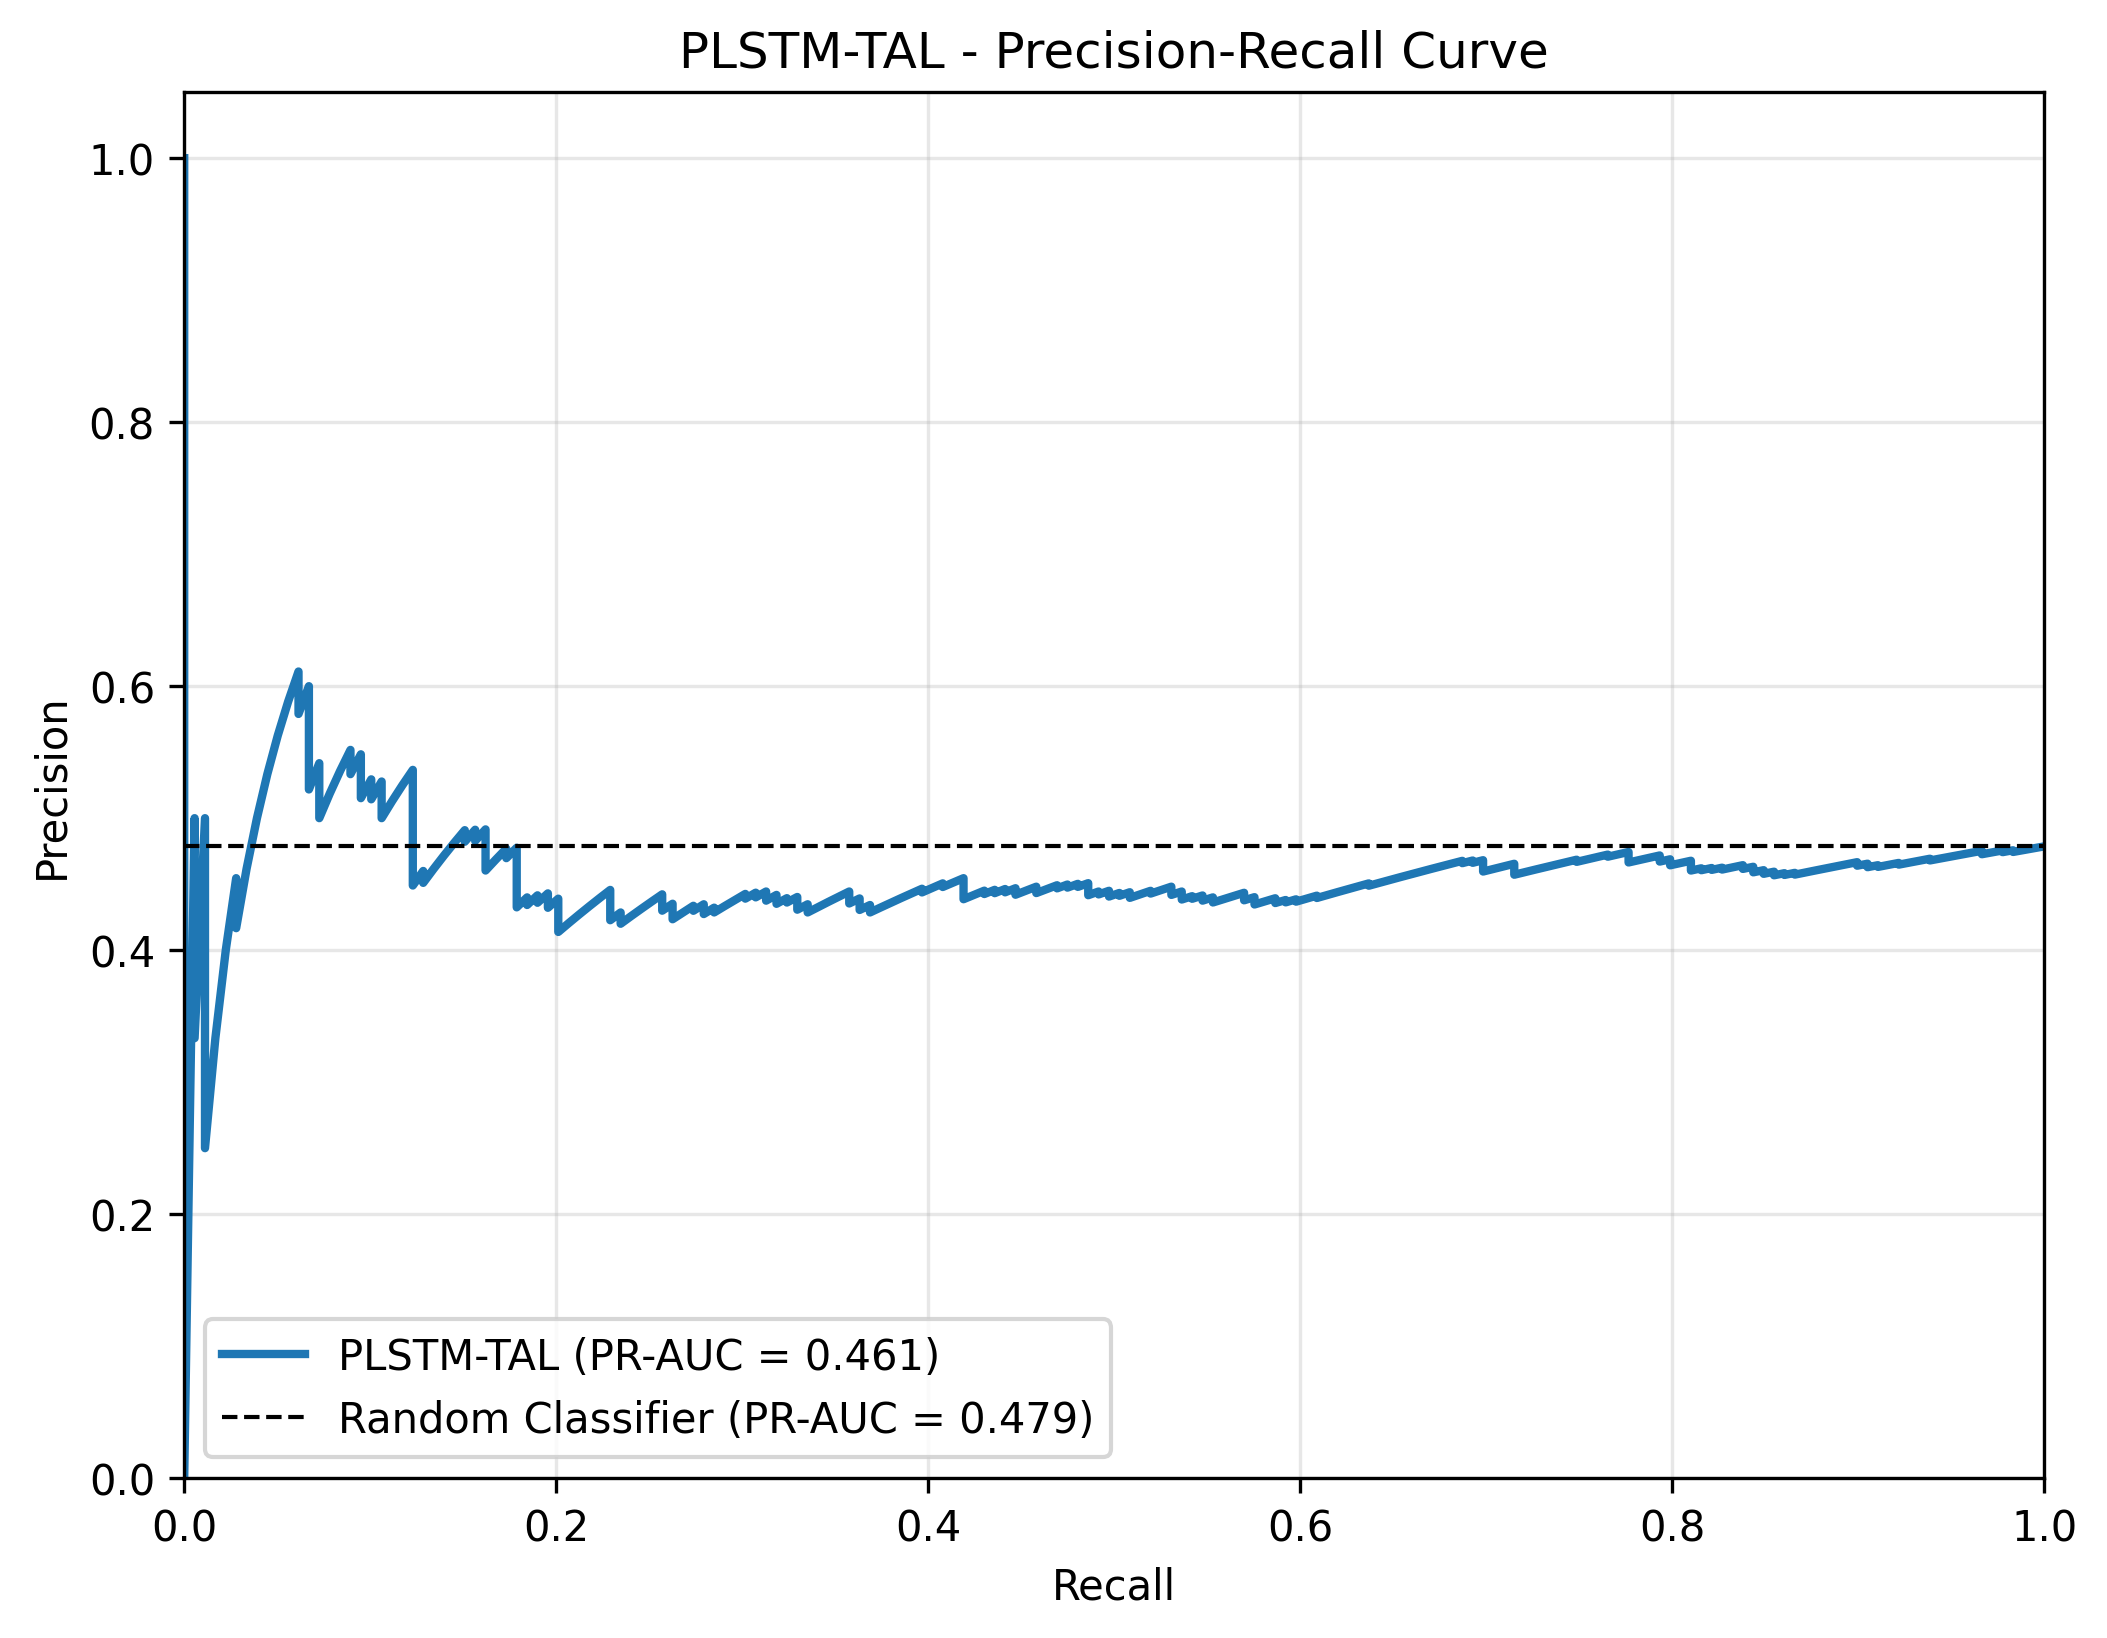 PLSTM-TAL - Precision-Recall Curve
1.0
0.8
0.6
0.4
0.2
0.0
Precision
PLSTM-TAL (PR-AUC = 0.461)
Random Classifier (PR-AUC = 0.479)
0.0 0.2 0.4 0.6 0.8 1.0
Recall